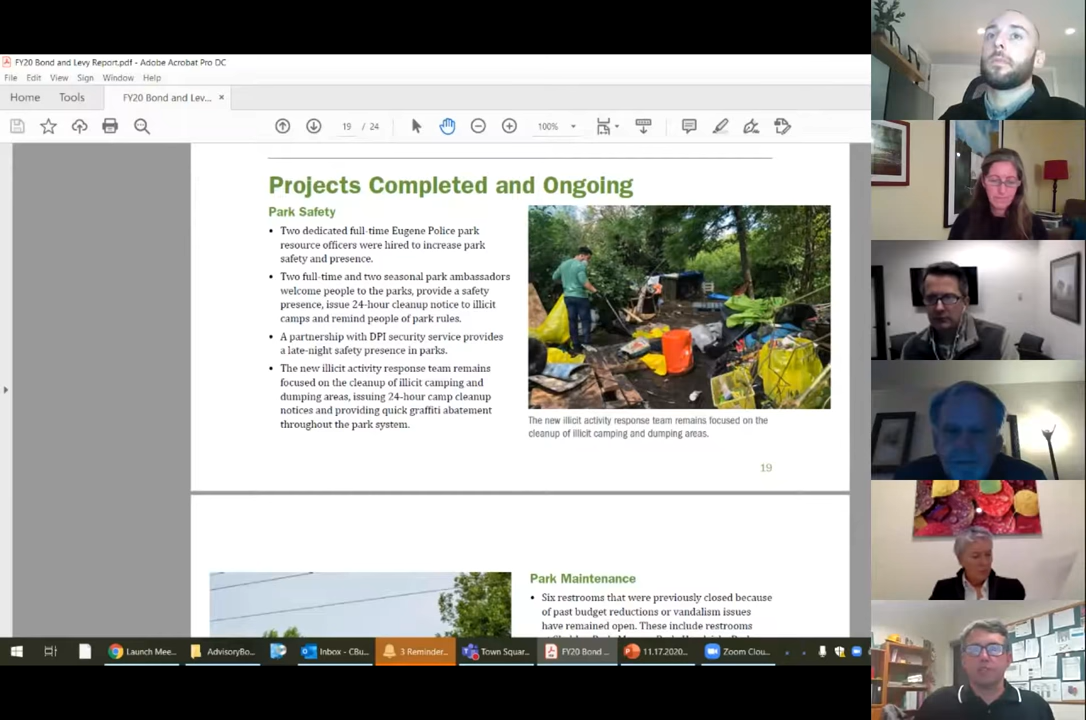 FY20 Bond and Levy Report.pdf - Adobe Acrobat Pro DC
File Edit View Sign Window Help
Home Tools FY20 Bond and Lev... ×
19 / 24 100%
Projects Completed and Ongoing
Park Safety
• Two dedicated full-time Eugene Police park
resource officers were hired to increase park
safety and presence.
• Two full-time and two seasonal park ambassadors
welcome people to the parks, provide a safety
presence, issue 24-hour cleanup notice to illicit
camps and remind people of park rules.
• A partnership with DPI security service provides
a late-night safety presence in parks.
• The new illicit activity response team remains
focused on the cleanup of illicit camping and
dumping areas, issuing 24-hour camp cleanup
notices and providing quick graffiti abatement
throughout the park system.
The new illicit activity response team remains focused on the
cleanup of illicit camping and dumping areas.
19
Park Maintenance
• Six restrooms that were previously closed because
of past budget reductions or vandalism issues
have remained open. These include restrooms
Launch Mee... AdvisoryBo... Inbox - CBu... 3 Reminder... Town Squar... FY20 Bond ... 11.17.2020... Zoom Clou...